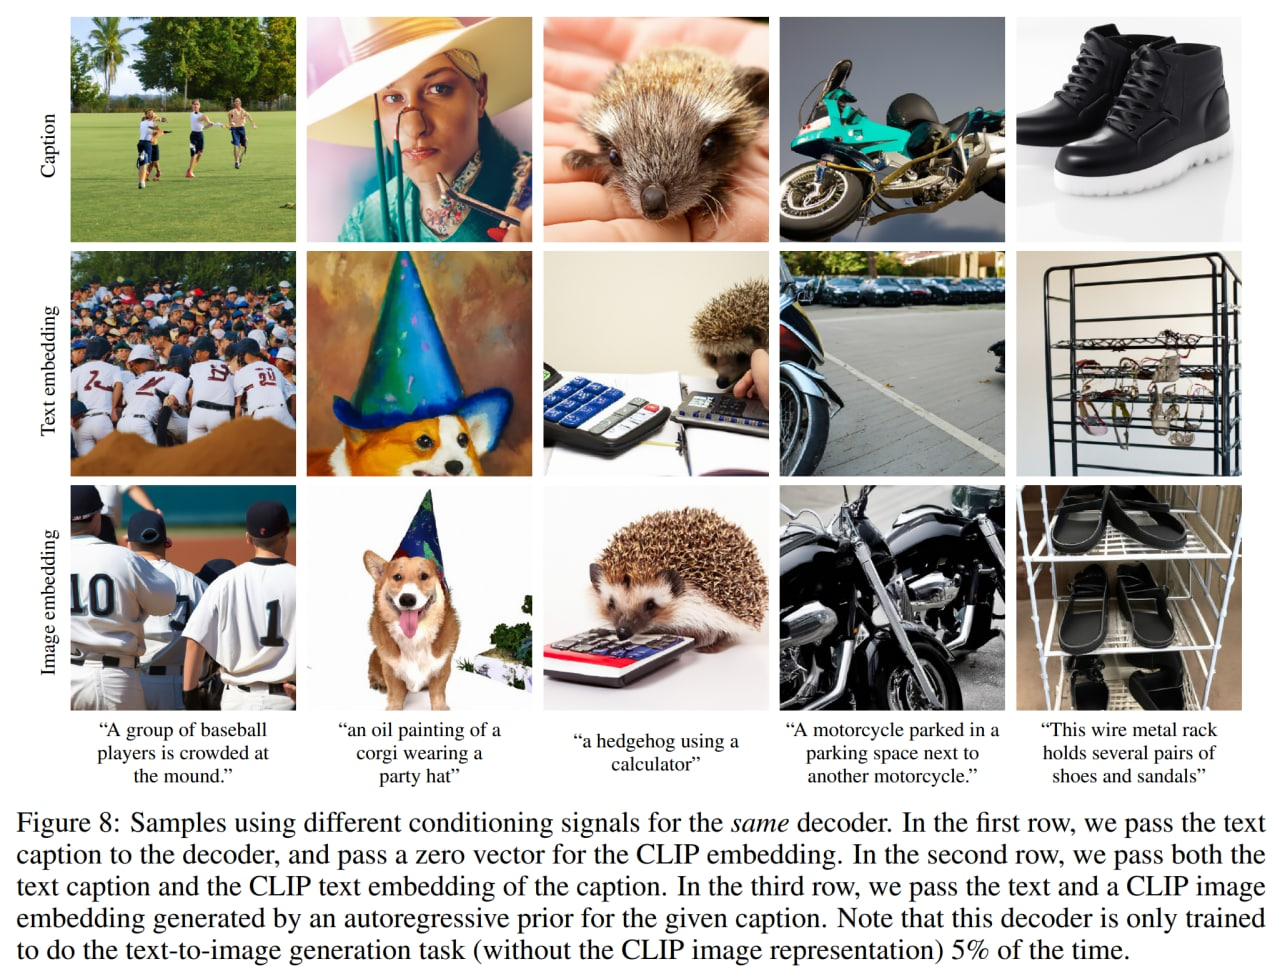 Caption
Text embedding
Image embedding
10
1
“A group of baseball
players is crowded at
the mound.”
“an oil painting of a
corgi wearing a
party hat”
“a hedgehog using a
calculator”
“A motorcycle parked in a
parking space next to
another motorcycle.”
“This wire metal rack
holds several pairs of
shoes and sandals”
Figure 8: Samples using different conditioning signals for the same decoder. In the first row, we pass the text
caption to the decoder, and pass a zero vector for the CLIP embedding. In the second row, we pass both the
text caption and the CLIP text embedding of the caption. In the third row, we pass the text and a CLIP image
embedding generated by an autoregressive prior for the given caption. Note that this decoder is only trained
to do the text-to-image generation task (without the CLIP image representation) 5% of the time.